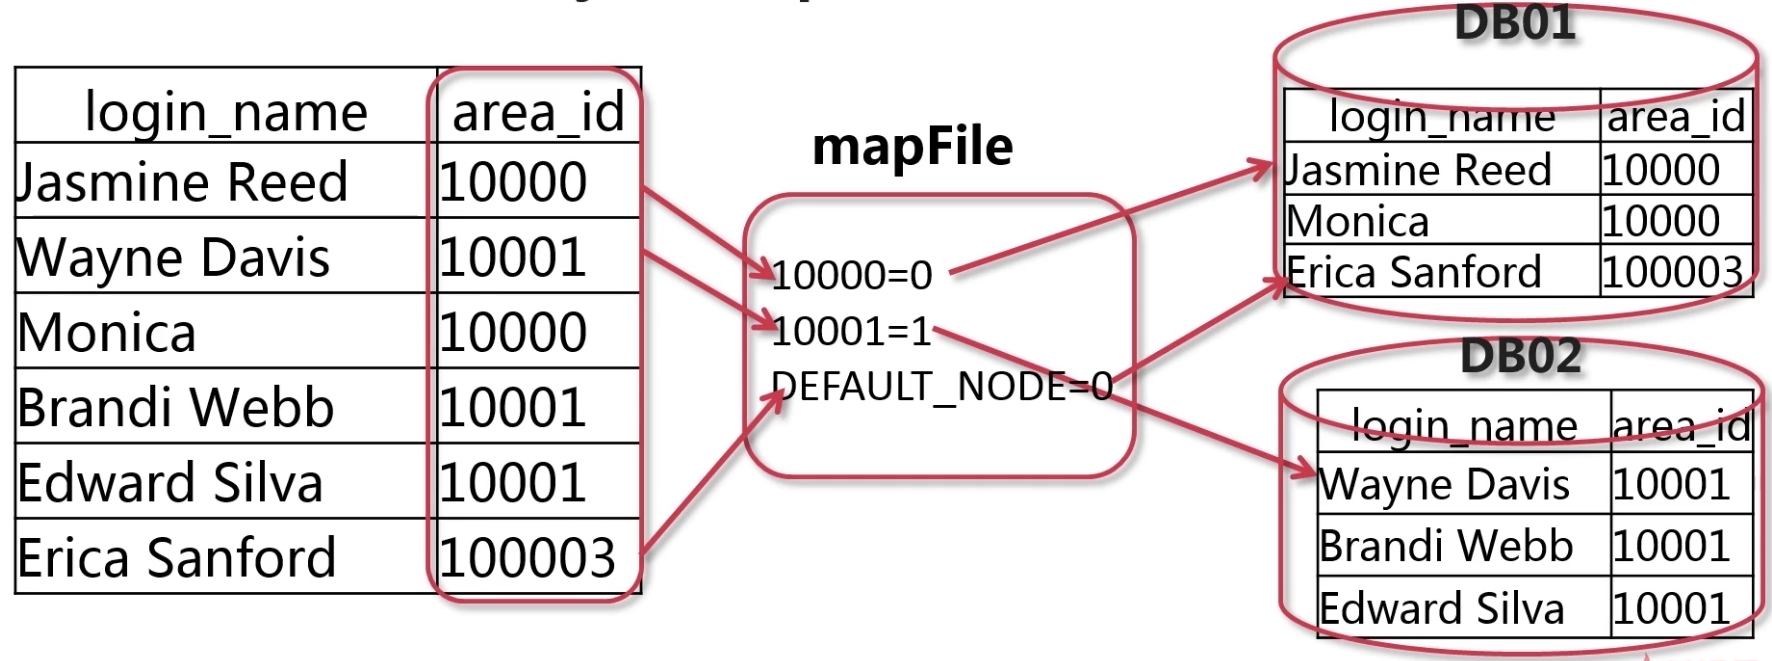 login_name area_id
Jasmine Reed 10000
Wayne Davis 10001
Monica 10000
Brandi Webb 10001
Edward Silva 10001
Erica Sanford 100003
mapFile
10000=0
10001=1
DEFAULT_NODE=0
DB01
login_name area_id
Jasmine Reed 10000
Monica 10000
Erica Sanford 100003
DB02
login_name area_id
Wayne Davis 10001
Brandi Webb 10001
Edward Silva 10001